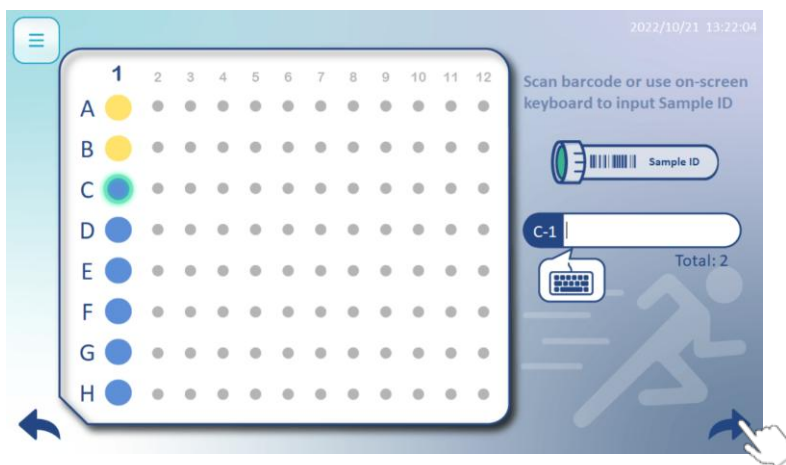 2022/10/21 13:22:04
1 2 3 4 5 6 7 8 9 10 11 12
A
B
C
D
E
F
G
H
Scan barcode or use on-screen
keyboard to input Sample ID
Sample ID
C-1
Total: 2